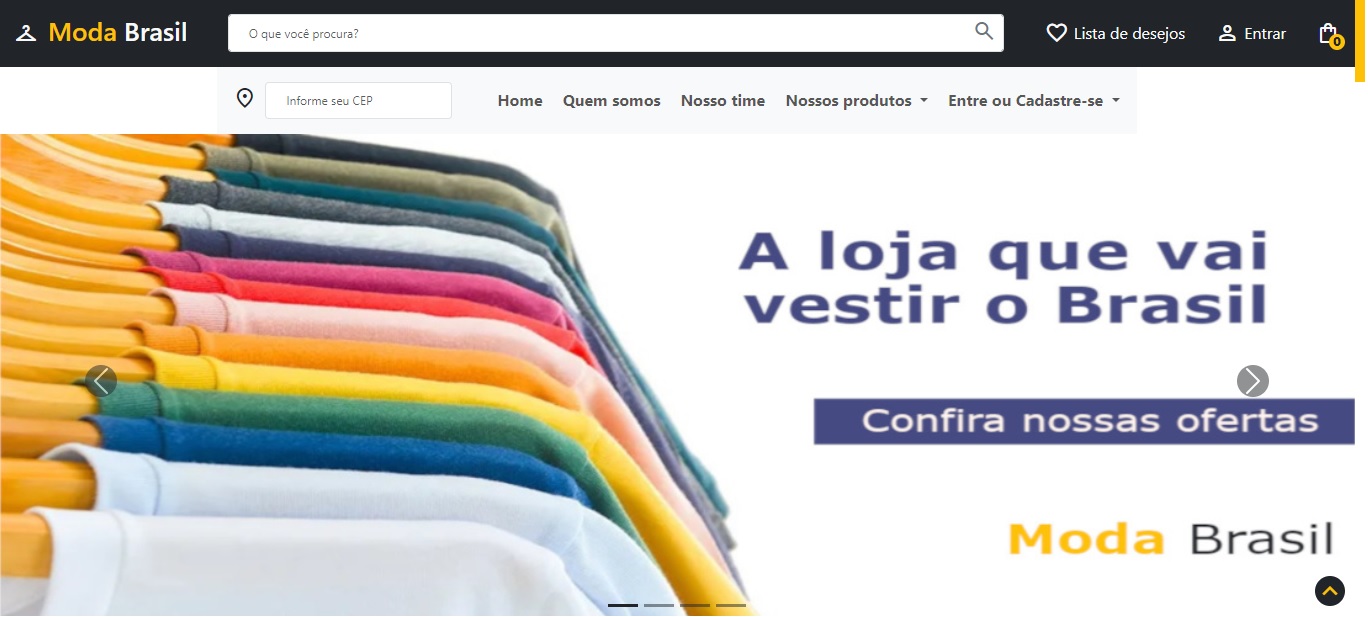 Moda Brasil
O que você procura?
Lista de desejos
Entrar
0
Informe seu CEP
Home
Quem somos
Nosso time
Nossos produtos
Entre ou Cadastre-se
A loja que vai
vestir o Brasil
Confira nossas ofertas
Moda Brasil